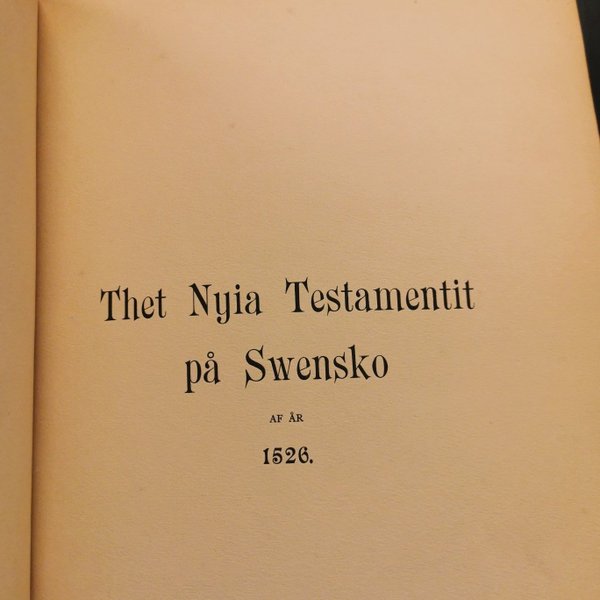 Thet Nyia Testamentit
på Swensko
AF ÅR
1526.